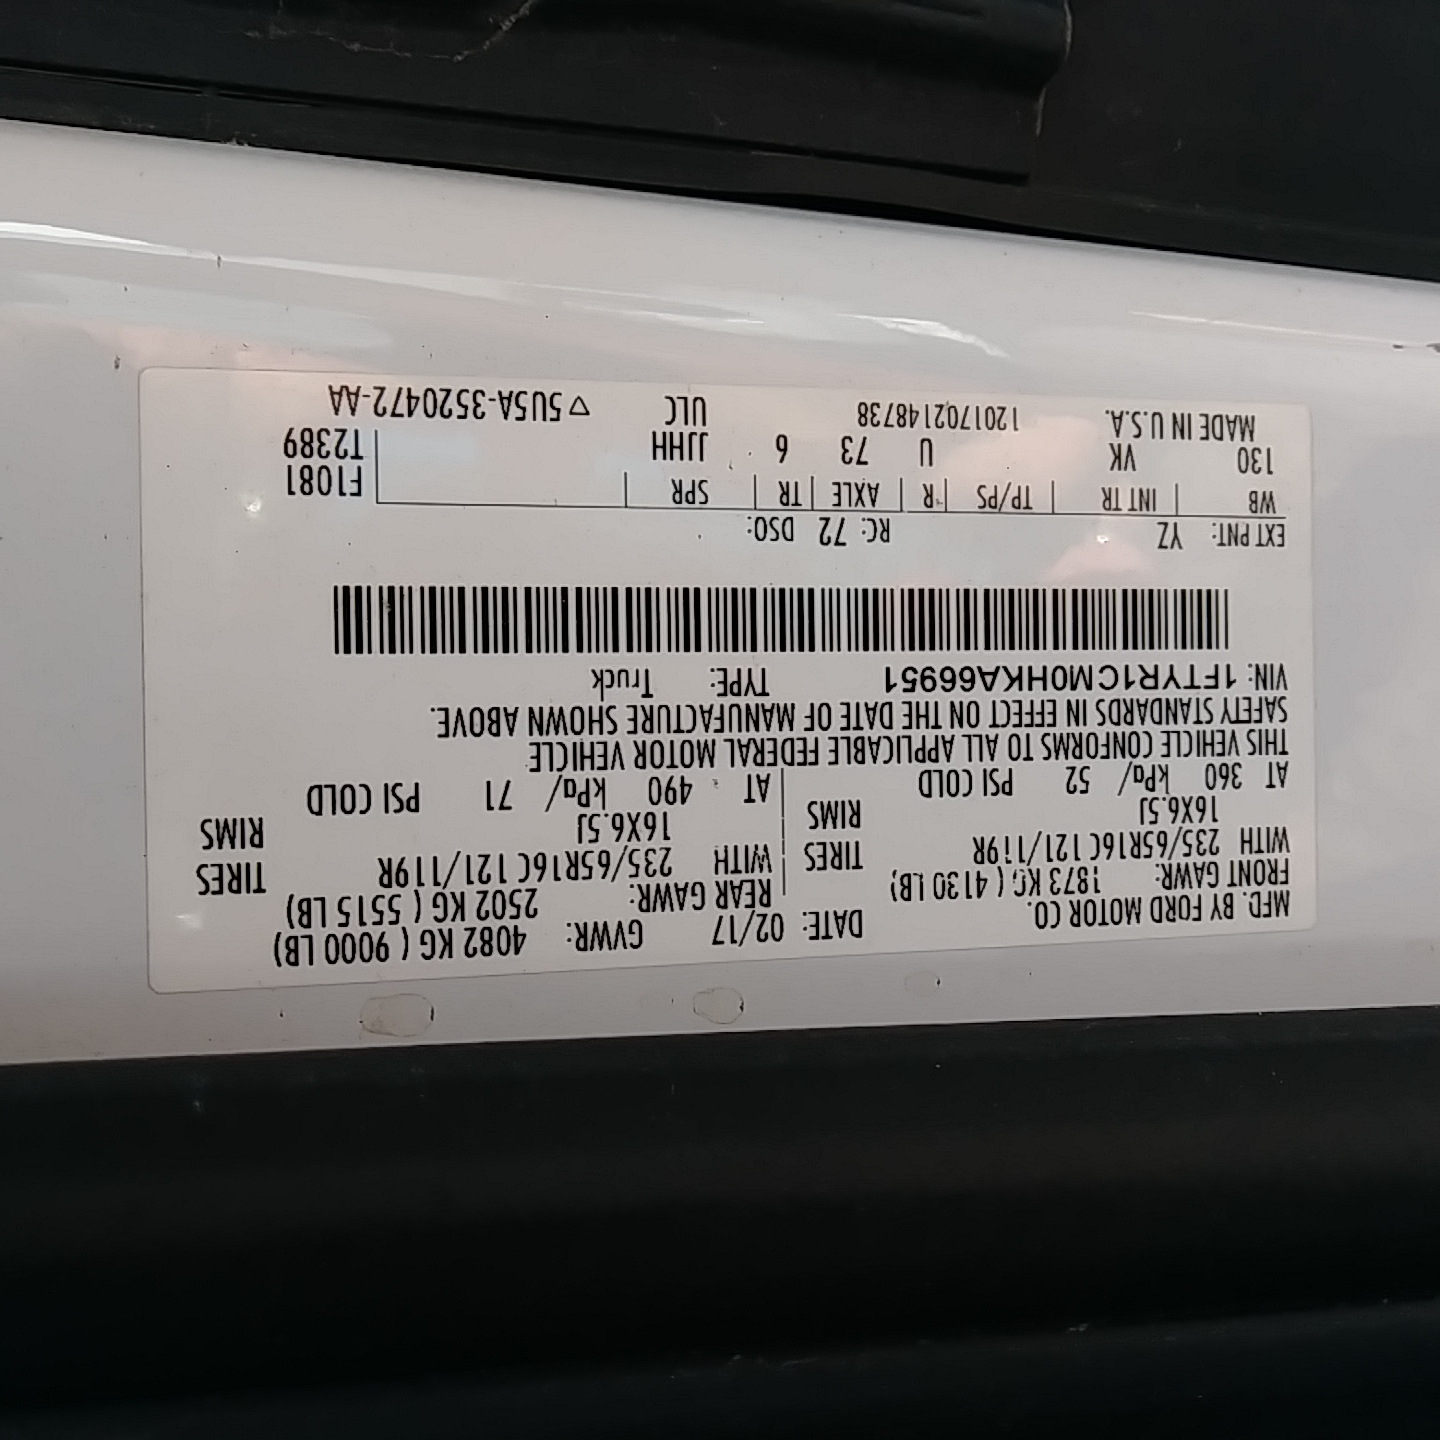 MFD. BY FORD MOTOR CO. DATE: 02/17 GVWR: 4082 KG ( 9000 LB)
FRONT GAWR: 1873 KG ( 4130 LB) REAR GAWR: 2502 KG ( 5515 LB)
WITH 235/65R16C 121/119R TIRES WITH 235/65R16C 121/119R TIRES
16X6.5J RIMS 16X6.5J RIMS
AT 360 kPa/ 52 PSI COLD AT 490 kPa/ 71 PSI COLD
THIS VEHICLE CONFORMS TO ALL APPLICABLE FEDERAL MOTOR VEHICLE
SAFETY STANDARDS IN EFFECT ON THE DATE OF MANUFACTURE SHOWN ABOVE.
VIN: 1FTYR1CM0HKA66951 TYPE: Truck
EXT PNT: YZ RC: 72 DSO:
WB INT TR TP/PS R AXLE TR SPR F1081
130 VK U 73 6 JJHH T2389
MADE IN U.S.A. 1201702148738 ULC ▽5U5A-3520472-AA